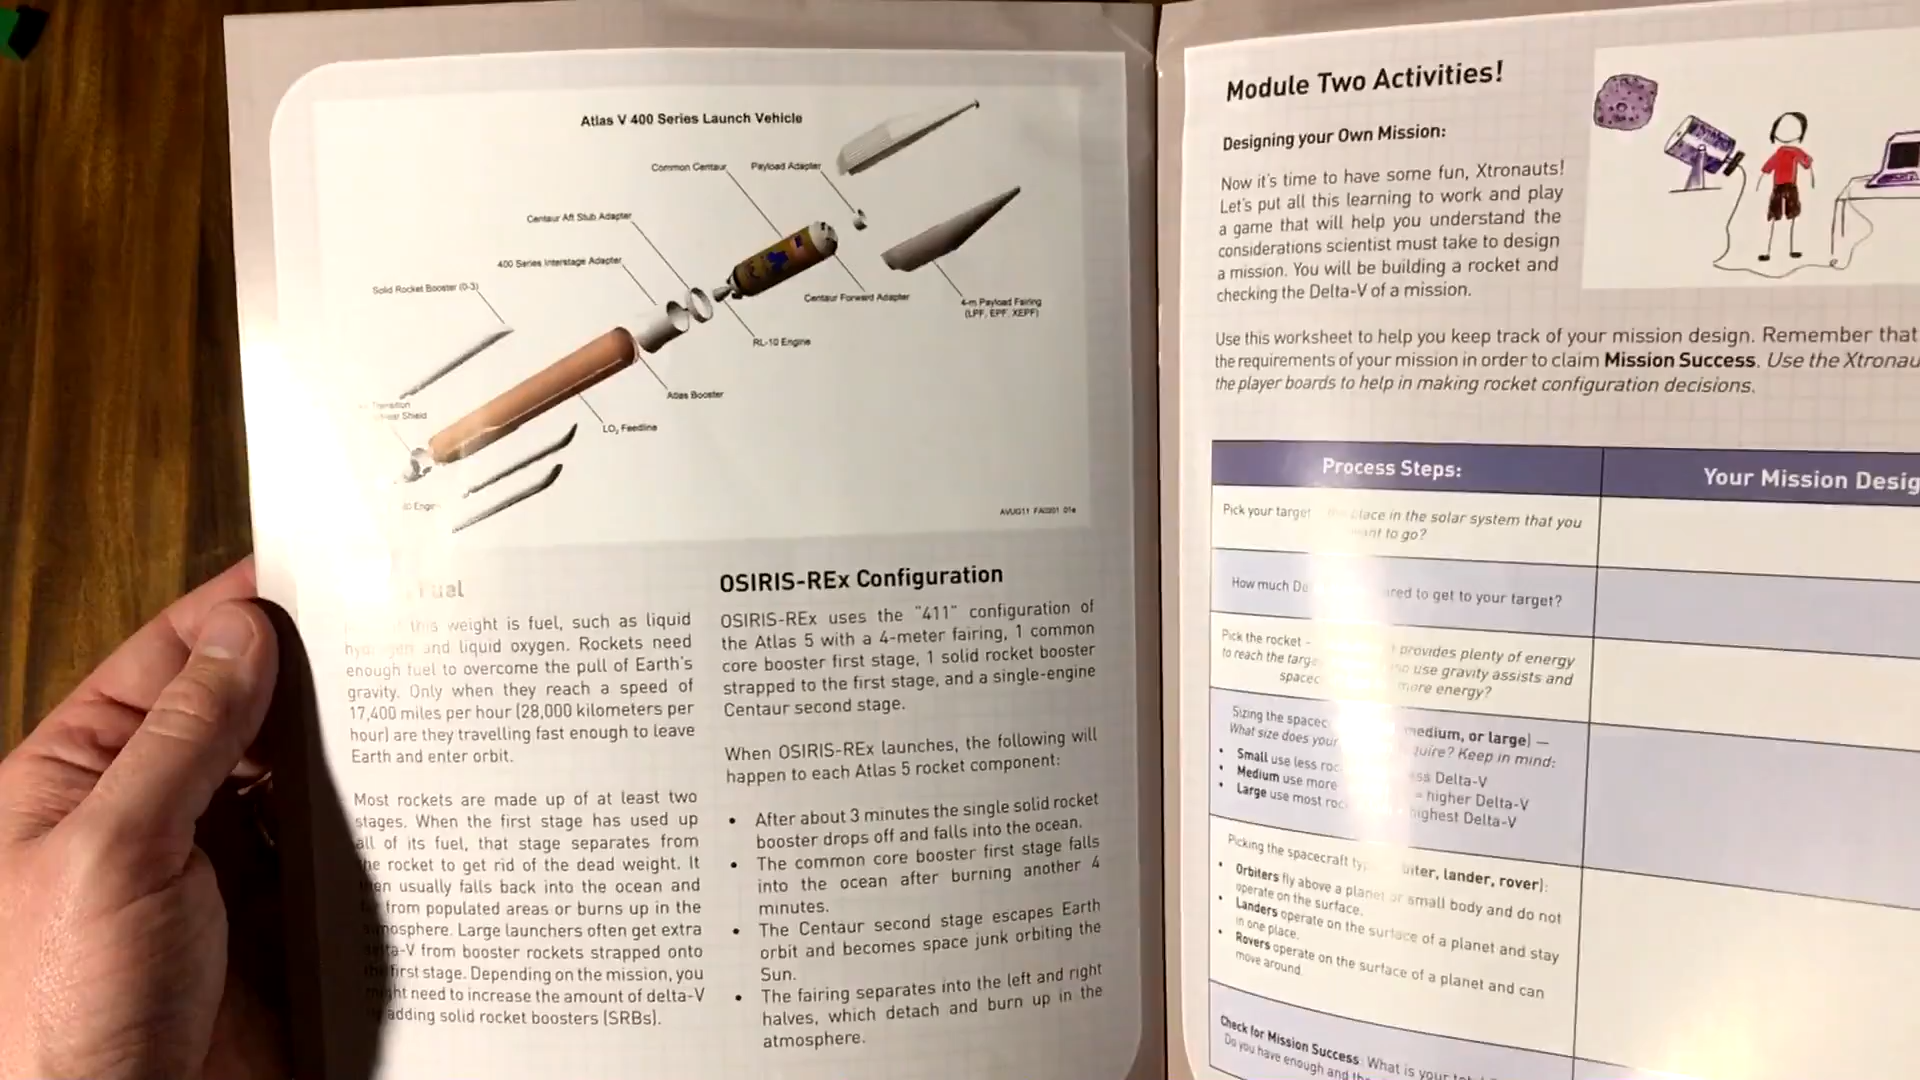 Atlas V 400 Series Launch Vehicle
Common Centaur
Payload Adapter
Centaur Aft Stub Adapter
400 Series Interstage Adapter
Solid Rocket Booster (0-3)
Centaur Forward Adapter
4-m Payload Fairing
(LPF, EPF, XEPF)
RL-10 Engine
Atlas Booster
LO₂ Feedline
Shield
this weight is fuel, such as liquid
and liquid oxygen. Rockets need
enough fuel to overcome the pull of Earth's
gravity. Only when they reach a speed of
17,400 miles per hour (28,000 kilometers per
hour) are they travelling fast enough to leave
Earth and enter orbit.
Most rockets are made up of at least two
stages. When the first stage has used up
all of its fuel, that stage separates from
the rocket to get rid of the dead weight. It
usually falls back into the ocean and
from populated areas or burns up in the
Large launchers often get extra
from booster rockets strapped onto
first stage. Depending on the mission, you
need to increase the amount of delta-V
adding solid rocket boosters (SRBs).
OSIRIS-REx Configuration
OSIRIS-REx uses the "411" configuration of
the Atlas 5 with a 4-meter fairing, 1 common
core booster first stage, 1 solid rocket booster
strapped to the first stage, and a single-engine
Centaur second stage.
When OSIRIS-REx launches, the following will
happen to each Atlas 5 rocket component:
• After about 3 minutes the single solid rocket
booster drops off and falls into the ocean.
• The common core booster first stage falls
into the ocean after burning another 4
minutes.
• The Centaur second stage escapes Earth
orbit and becomes space junk orbiting the
Sun.
• The fairing separates into the left and right
halves, which detach and burn up in the
atmosphere.
Module Two Activities!
Designing your Own Mission:
Now it's time to have some fun, Xtronauts!
Let's put all this learning to work and play
a game that will help you understand the
considerations scientist must take to design
a mission. You will be building a rocket and
checking the Delta-V of a mission.
Use this worksheet to help you keep track of your mission design. Remember that
the requirements of your mission in order to claim Mission Success. Use the Xtronau
the player boards to help in making rocket configuration decisions.
Process Steps:
Your Mission Desig
Pick your target place in the solar system that you
to go?
How much De to get to your target?
Pick the rocket - provides plenty of energy
to reach the use gravity assists and
more energy?
Sizing the medium, or large) —
What size does your Keep in mind:
• Small use less Delta-V
• Medium use more = higher Delta-V
• Large use most highest Delta-V
Picking the spacecraft lander, rover):
• Orbiters fly above a planet or small body and do not
operate on the surface.
• Landers operate on the surface of a planet and stay
in one place.
• Rovers operate on the surface of a planet and can
move around.
Check for Mission Success: What is your
Do you have enough and